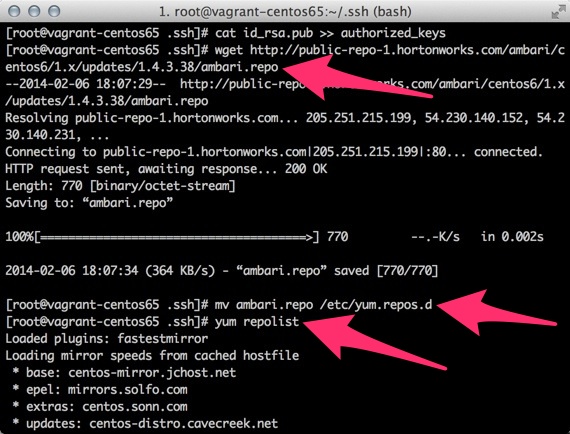 1. root@vagrant-centos65:~/.ssh (bash)
[root@vagrant-centos65 .ssh]# cat id_rsa.pub >> authorized_keys
[root@vagrant-centos65 .ssh]# wget http://public-repo-1.hortonworks.com/ambari/c
entos6/1.x/updates/1.4.3.38/ambari.repo
--2014-02-06 18:07:29-- http://public-repo hortonworks.com/ambari/centos6/1.x
/updates/1.4.3.38/ambari.repo
Resolving public-repo-1.hortonworks.com... 205.251.215.199, 54.230.140.152, 54.2
30.140.231, ...
Connecting to public-repo-1.hortonworks.com|205.251.215.199|:80... connected.
HTTP request sent, awaiting response... 200 OK
Length: 770 [binary/octet-stream]
Saving to: “ambari.repo”
100%[======================================>] 770 --.-K/s in 0.002s
2014-02-06 18:07:34 (364 KB/s) - “ambari.repo” saved [770/770]
[root@vagrant-centos65 .ssh]# mv ambari.repo /etc/yum.repos.d
[root@vagrant-centos65 .ssh]# yum repolist
Loaded plugins: fastestmirror
Loading mirror speeds from cached hostfile
* base: centos-mirror.jchost.net
* epel: mirrors.solfo.com
* extras: centos.sonn.com
* updates: centos-distro.cavecreek.net